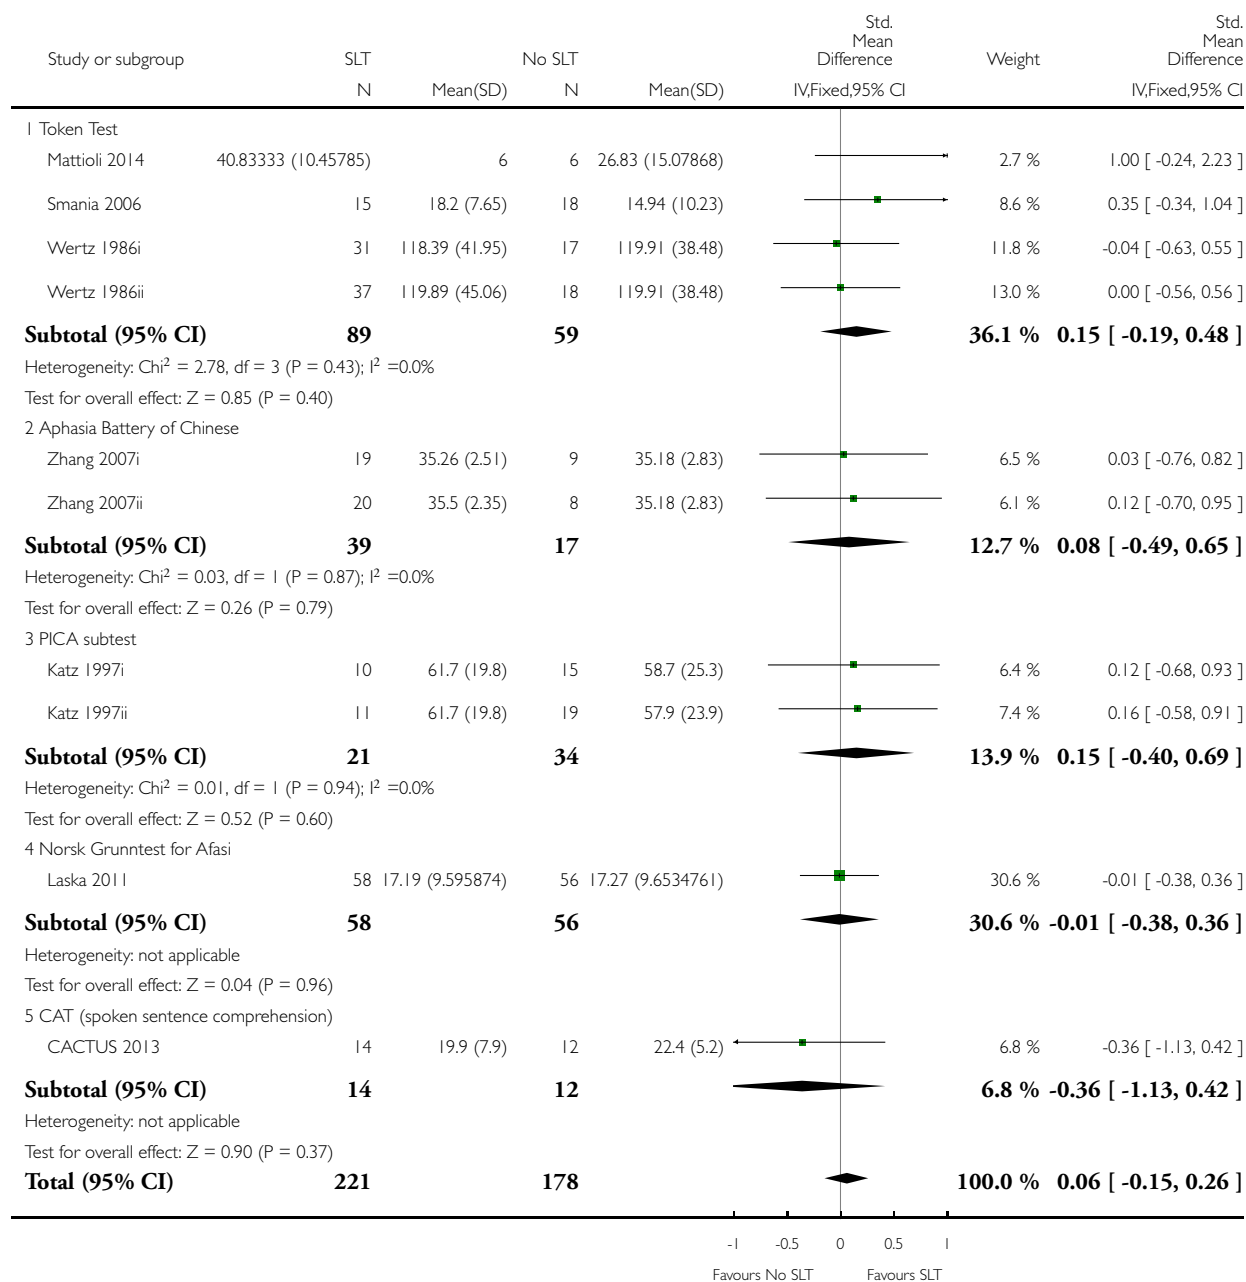 Std.
Mean
Difference
Std.
Mean
Difference
Study or subgroup SLT No SLT Weight
N Mean(SD) N Mean(SD) IV,Fixed,95% CI IV,Fixed,95% CI
1 Token Test
Mattioli 2014 40.83333 (10.45785) 6 6 26.83 (15.07868) 2.7 % 1.00 [ -0.24, 2.23 ]
Smania 2006 15 18.2 (7.65) 18 14.94 (10.23) 8.6 % 0.35 [ -0.34, 1.04 ]
Wertz 1986i 31 118.39 (41.95) 17 119.91 (38.48) 11.8 % -0.04 [ -0.63, 0.55 ]
Wertz 1986ii 37 119.89 (45.06) 18 119.91 (38.48) 13.0 % 0.00 [ -0.56, 0.56 ]
Subtotal (95% CI) 89 59 36.1 % 0.15 [ -0.19, 0.48 ]
Heterogeneity: Chi² = 2.78, df = 3 (P = 0.43); I² =0.0%
Test for overall effect: Z = 0.85 (P = 0.40)
2 Aphasia Battery of Chinese
Zhang 2007i 19 35.26 (2.51) 9 35.18 (2.83) 6.5 % 0.03 [ -0.76, 0.82 ]
Zhang 2007ii 20 35.5 (2.35) 8 35.18 (2.83) 6.1 % 0.12 [ -0.70, 0.95 ]
Subtotal (95% CI) 39 17 12.7 % 0.08 [ -0.49, 0.65 ]
Heterogeneity: Chi² = 0.03, df = 1 (P = 0.87); I² =0.0%
Test for overall effect: Z = 0.26 (P = 0.79)
3 PICA subtest
Katz 1997i 10 61.7 (19.8) 15 58.7 (25.3) 6.4 % 0.12 [ -0.68, 0.93 ]
Katz 1997ii 11 61.7 (19.8) 19 57.9 (23.9) 7.4 % 0.16 [ -0.58, 0.91 ]
Subtotal (95% CI) 21 34 13.9 % 0.15 [ -0.40, 0.69 ]
Heterogeneity: Chi² = 0.01, df = 1 (P = 0.94); I² =0.0%
Test for overall effect: Z = 0.52 (P = 0.60)
4 Norsk Grunntest for Afasi
Laska 2011 58 17.19 (9.595874) 56 17.27 (9.6534761) 30.6 % -0.01 [ -0.38, 0.36 ]
Subtotal (95% CI) 58 56 30.6 % -0.01 [ -0.38, 0.36 ]
Heterogeneity: not applicable
Test for overall effect: Z = 0.04 (P = 0.96)
5 CAT (spoken sentence comprehension)
CACTUS 2013 14 19.9 (7.9) 12 22.4 (5.2) 6.8 % -0.36 [ -1.13, 0.42 ]
Subtotal (95% CI) 14 12 6.8 % -0.36 [ -1.13, 0.42 ]
Heterogeneity: not applicable
Test for overall effect: Z = 0.90 (P = 0.37)
Total (95% CI) 221 178 100.0 % 0.06 [ -0.15, 0.26 ]
-1 -0.5 0 0.5 1
Favours No SLT Favours SLT